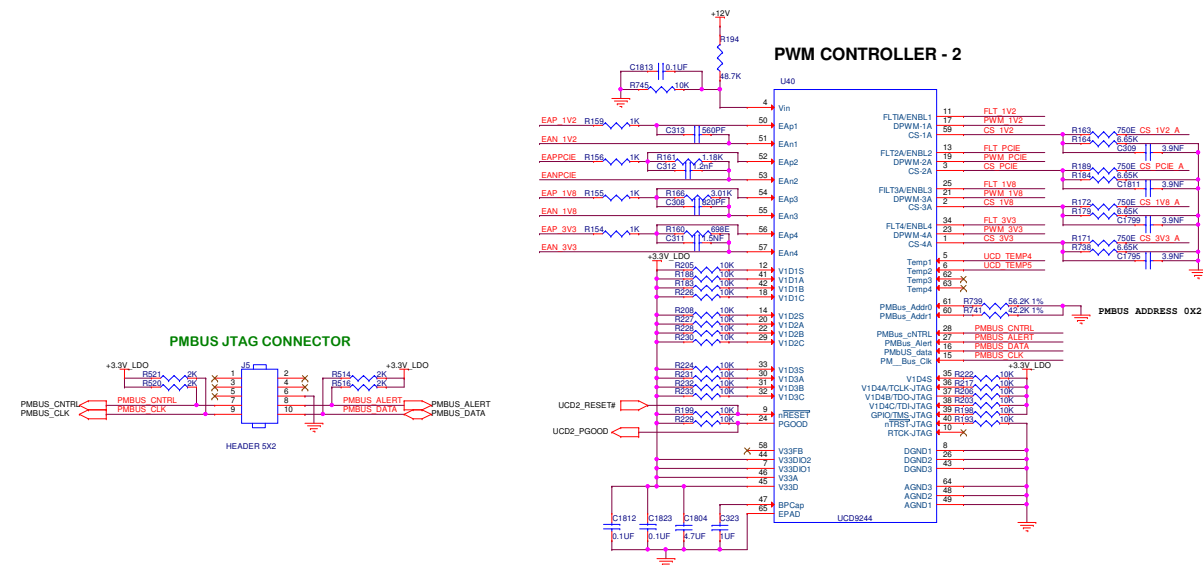 +12V
R194
48.7K
PWM CONTROLLER - 2
C1813 0.1UF
R745 10K
U40
4 Vin
EAP_1V2 R159 1K 50 EAp1
C313 560PF
EAN_1V2 51 EAn1
EAPPCIE R156 1K R161 1.18K 52 EAp2
C312 1.2nF
EANPCIE 53 EAn2
EAP_1V8 R155 1K R166 3.01K 54 EAp3
C308 820PF
EAN_1V8 55 EAn3
EAP_3V3 R154 1K R160 698E 56 EAp4
C311 1.5NF
EAN_3V3 57 EAn4
+3.3V_LDO
R205 10K 12 V1D1S
R188 10K 41 V1D1A
R183 10K 42 V1D1B
R226 10K 18 V1D1C
R208 10K 14 V1D2S
R227 10K 20 V1D2A
R228 10K 22 V1D2B
R230 10K 29 V1D2C
R224 10K 33 V1D3S
R231 10K 30 V1D3A
R232 10K 31 V1D3B
R233 10K 32 V1D3C
UCD2_RESET#
R199 10K 9 nRESET
R229 10K 24 PGOOD
UCD2_PGOOD
58 V33FB
44 V33DIO2
7 V33DIO1
46 V33A
45 V33D
47 BPCap
65 EPAD
C1812 0.1UF
C1823 0.1UF
C1804 4.7UF
C323 1UF
UCD9244
FLTIA/ENBL1 11 FLT_1V2
DPWM-1A 17 PWM_1V2
CS-1A 59 CS_1V2 R163 750E CS_1V2_A
R164 6.65K
C309 3.9NF
FLT2A/ENBL2 13 FLT_PCIE
DPWM-2A 19 PWM_PCIE
CS-2A 3 CS_PCIE R189 750E CS_PCIE_A
R184 6.65K
C1811 3.9NF
FILT3A/ENBL3 25 FLT_1V8
DPWM-3A 21 PWM_1V8
CS-3A 2 CS_1V8 R172 750E CS_1V8_A
R179 6.65K
C1799 3.9NF
FLT4/ENBL4 34 FLT_3V3
DPWM-4A 23 PWM_3V3
CS-4A 1 CS_3V3 R171 750E CS_3V3_A
R738 6.65K
C1795 3.9NF
Temp1 5 UCD_TEMP4
Temp2 6 UCD_TEMP5
Temp3 62
Temp4 63
PMBus_Addr0 61 R739 56.2K 1%
PMBus_Addr1 60 R741 42.2K 1%
PMBUS ADDRESS 0X2
PMBus_cNTRL 28 PMBUS_CNTRL
PMBus_Alert 27 PMBUS_ALERT
PMbUS_data 16 PMBUS_DATA
PM__Bus_Clk 15 PMBUS_CLK
+3.3V_LDO
V1D4S 35 R222 10K
V1D4A/TCLK-JTAG 36 R217 10K
V1D4B/TDO-JTAG 37 R206 10K
V1D4C/TDI-JTAG 38 R203 10K
GPIO/TMS-JTAG 39 R198 10K
nTRST-JTAG 40 R193 10K
RTCK-JTAG 10
DGND1 8
DGND2 26
DGND3 43
AGND3 64
AGND2 48
AGND1 49
PMBUS JTAG CONNECTOR
+3.3V_LDO
R521 2K
R520 2K
J5
R514 2K
R516 2K
+3.3V_LDO
1 2
3 4
5 6
7 8
9 10
PMBUS_CNTRL PMBUS_CNTRL PMBUS_ALERT PMBUS_ALERT
PMBUS_CLK PMBUS_CLK PMBUS_DATA PMBUS_DATA
HEADER 5X2